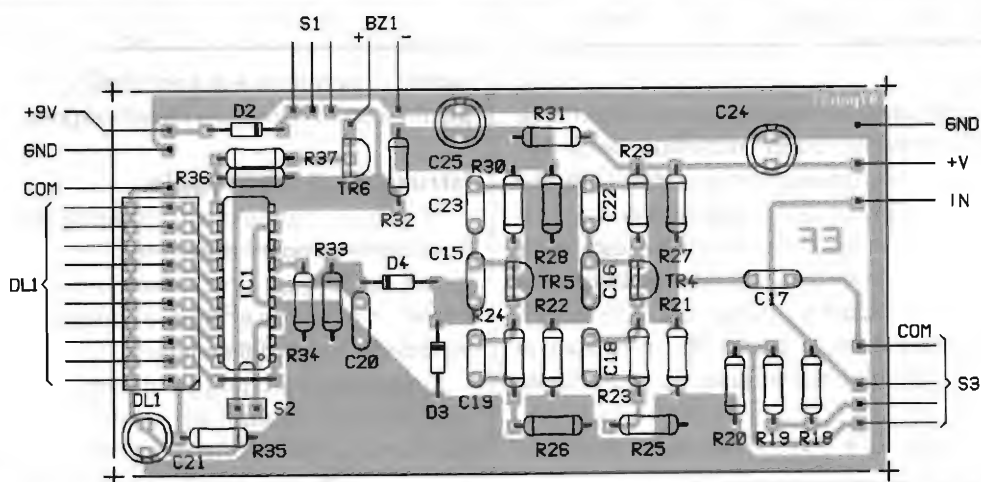 S1
+ BZ1 -
+9V
D2
GND
COM
DL1
R36
R37
TR6
R32
C25
R31
C24
GND
+V
IN
R30
R29
C23
C22
R28
R27
C15
C16
TR5
TR4
EF
C17
IC1
R33
D4
R34
C20
R24
R22
R21
D3
C19
C18
R23
R26
R25
R20
R19
R18
COM
S3
DL1
S2
C21
R35